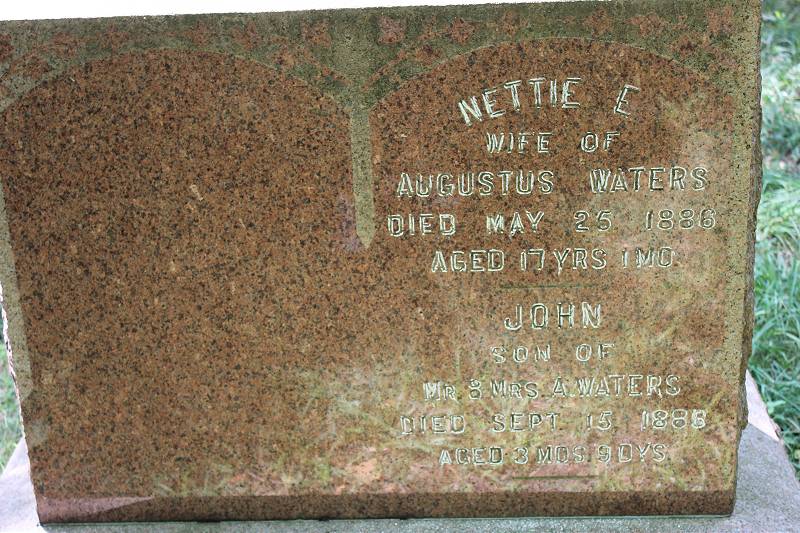 NETTIE E
WIFE OF
AUGUSTUS WATERS
DIED MAY 25 1886
AGED 17 YRS 1 MO.
JOHN
SON OF
MR & MRS A. WATERS
DIED SEPT. 15 1886
AGED 3 MOS. 9 DYS.